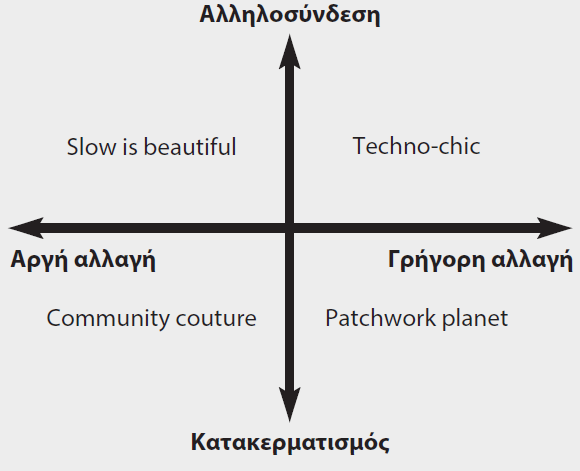 Αλληλοσύνδεση
Slow is beautiful
Techno-chic
Αργή αλλαγή
Γρήγορη αλλαγή
Community couture
Patchwork planet
Κατακερματισμός